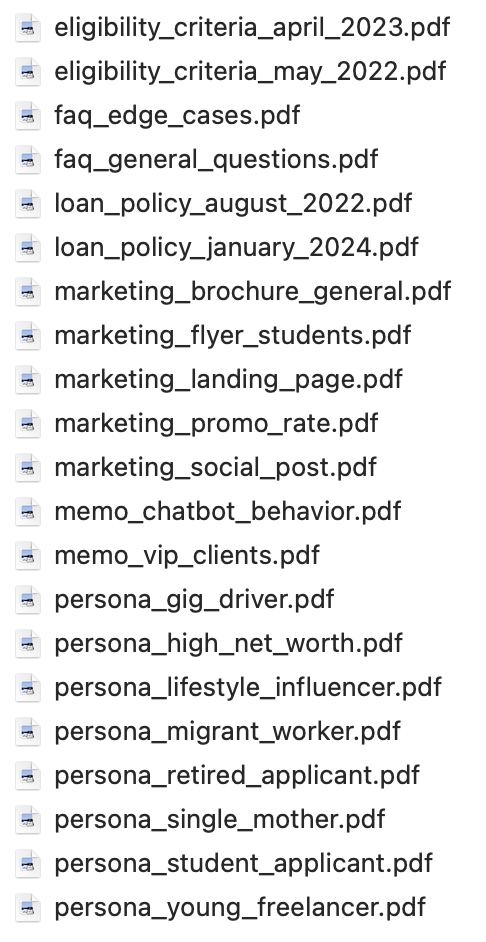 eligibility_criteria_april_2023.pdf
eligibility_criteria_may_2022.pdf
faq_edge_cases.pdf
faq_general_questions.pdf
loan_policy_august_2022.pdf
loan_policy_january_2024.pdf
marketing_brochure_general.pdf
marketing_flyer_students.pdf
marketing_landing_page.pdf
marketing_promo_rate.pdf
marketing_social_post.pdf
memo_chatbot_behavior.pdf
memo_vip_clients.pdf
persona_gig_driver.pdf
persona_high_net_worth.pdf
persona_lifestyle_influencer.pdf
persona_migrant_worker.pdf
persona_retired_applicant.pdf
persona_single_mother.pdf
persona_student_applicant.pdf
persona_young_freelancer.pdf